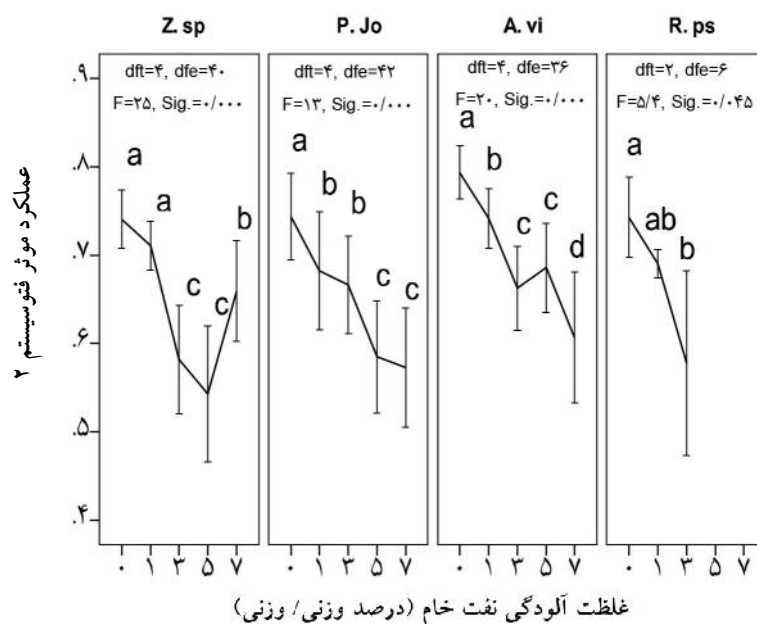 Z. sp P. Jo A. vi R. ps
dft=۴, dfe=۴۰
F=۲۵, Sig.=۰/۰۰۰
a a c c b
dft=۴, dfe=۴۲
F=۱۳, Sig.=۰/۰۰۰
a b b c c
dft=۴, dfe=۳۶
F=۲۰, Sig.=۰/۰۰۰
a b c c d
dft=۲, dfe=۶
F=۵/۴, Sig.=۰/۰۴۵
a ab b
.۹
.۸
.۷
.۶
.۵
.۴
عملکرد موثر فتوسیستم ۲
۰ ۱ ۳ ۵ ۷ ۰ ۱ ۳ ۵ ۷ ۰ ۱ ۳ ۵ ۷ ۰ ۱ ۳ ۵ ۷
غلظت آلودگی نفت خام (درصد وزنی/ وزنی)